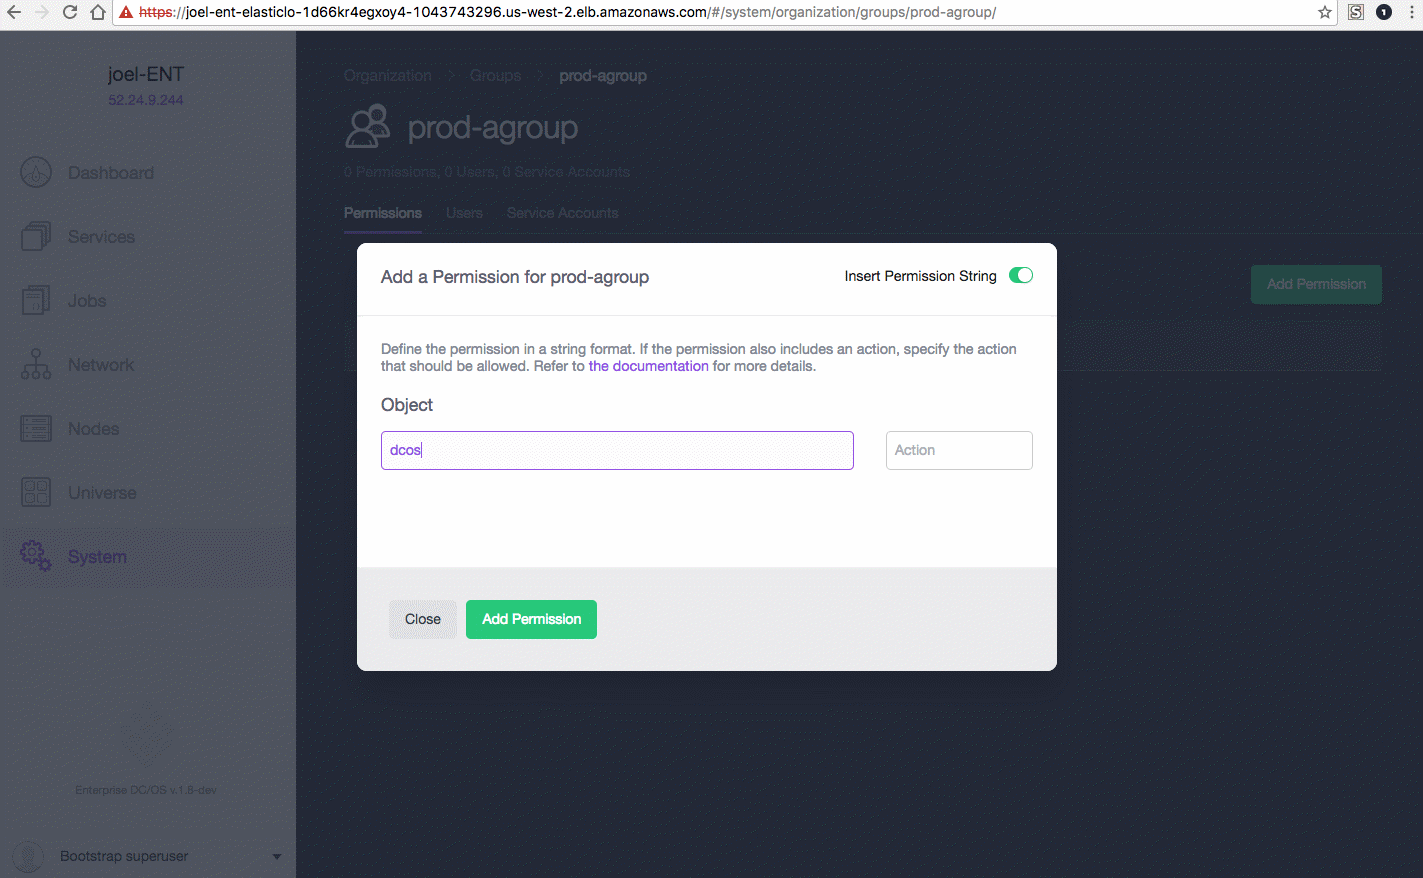 https://joel-ent-elasticlo-1d66kr4egxoy4-1043743296.us-west-2.elb.amazonaws.com/#/system/organization/groups/prod-agroup/
joel-ENT
52.24.9.244
Dashboard
Services
Jobs
Network
Nodes
Universe
System
Enterprise DC/OS v.1.8-dev
Bootstrap superuser
Organization > Groups > prod-agroup
prod-agroup
0 Permissions, 0 Users, 0 Service Accounts
Permissions Users Service Accounts
Add Permission
Add a Permission for prod-agroup
Insert Permission String
Define the permission in a string format. If the permission also includes an action, specify the action
that should be allowed. Refer to the documentation for more details.
Object
dcos
Action
Close
Add Permission